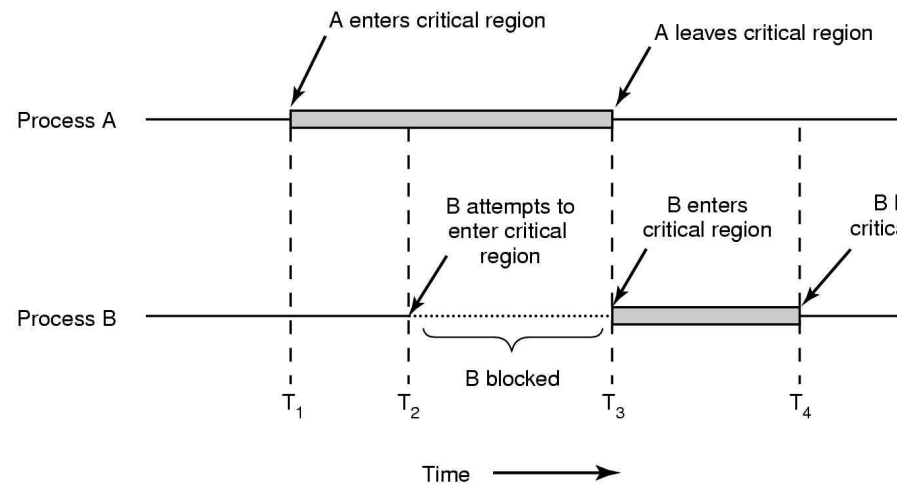 A enters critical region
A leaves critical region
Process A
B attempts to
enter critical
region
B enters
critical region
B
Process B
B blocked
T1
T2
T3
T4
Time